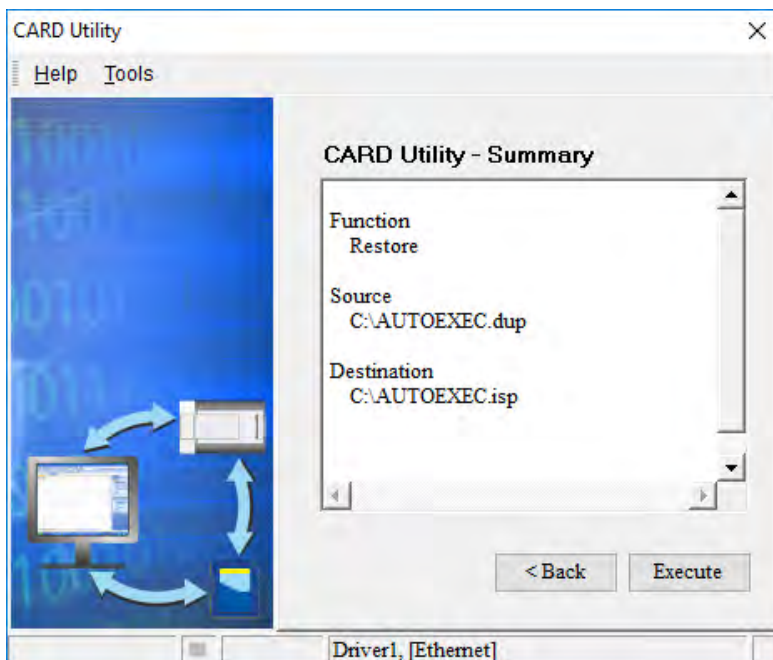 CARD Utility
Help Tools
CARD Utility - Summary
Function
Restore
Source
C:\AUTOEXEC.dup
Destination
C:\AUTOEXEC.isp
< Back Execute
Driver1, [Ethernet]